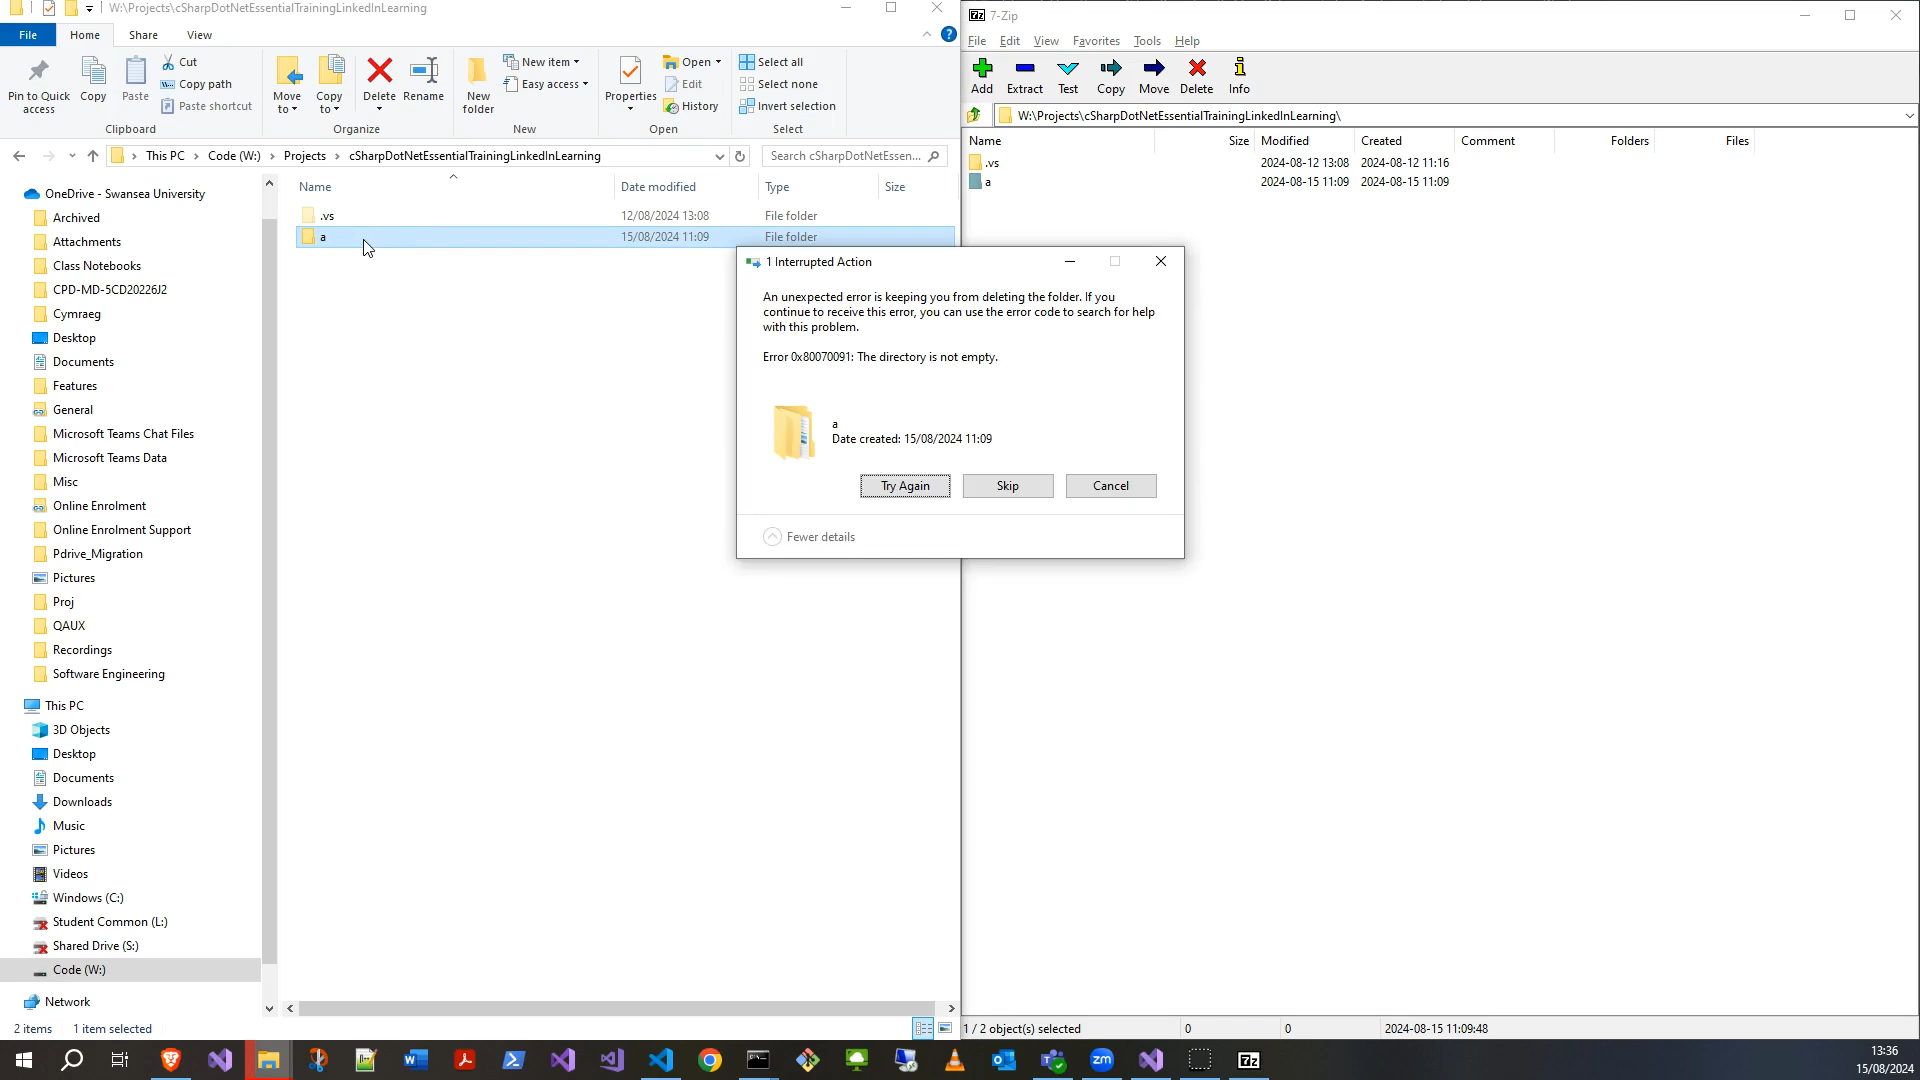 W:\Projects\cSharpDotNetEssentialTrainingLinkedInLearning
File Home Share View
Pin to Quick access
Copy
Paste
Cut
Copy path
Paste shortcut
Clipboard
Move to
Copy to
Delete
Rename
Organize
New folder
New item
Easy access
New
Properties
Open
Edit
History
Open
Select all
Select none
Invert selection
Select
This PC Code (W:) Projects cSharpDotNetEssentialTrainingLinkedInLearning
Search cSharpDotNetEssen...
OneDrive - Swansea University
Archived
Attachments
Class Notebooks
CPD-MD-5CD20226J2
Cymraeg
Desktop
Documents
Features
General
Microsoft Teams Chat Files
Microsoft Teams Data
Misc
Online Enrolment
Online Enrolment Support
Pdrive_Migration
Pictures
Proj
QAUX
Recordings
Software Engineering
This PC
3D Objects
Desktop
Documents
Downloads
Music
Pictures
Videos
Windows (C:)
Student Common (L:)
Shared Drive (S:)
Code (W:)
Network
Name Date modified Type Size
.vs 12/08/2024 13:08 File folder
a 15/08/2024 11:09 File folder
2 items 1 item selected
1 Interrupted Action
An unexpected error is keeping you from deleting the folder. If you
continue to receive this error, you can use the error code to search for help
with this problem.
Error 0x80070091: The directory is not empty.
a
Date created: 15/08/2024 11:09
Try Again Skip Cancel
Fewer details
7z 7-Zip
File Edit View Favorites Tools Help
Add Extract Test Copy Move Delete Info
W:\Projects\cSharpDotNetEssentialTrainingLinkedInLearning\
Name Size Modified Created Comment Folders Files
.vs 2024-08-12 13:08 2024-08-12 11:16
a 2024-08-15 11:09 2024-08-15 11:09
1 / 2 object(s) selected 0 0 2024-08-15 11:09:48
zm
7z
13:36
15/08/2024